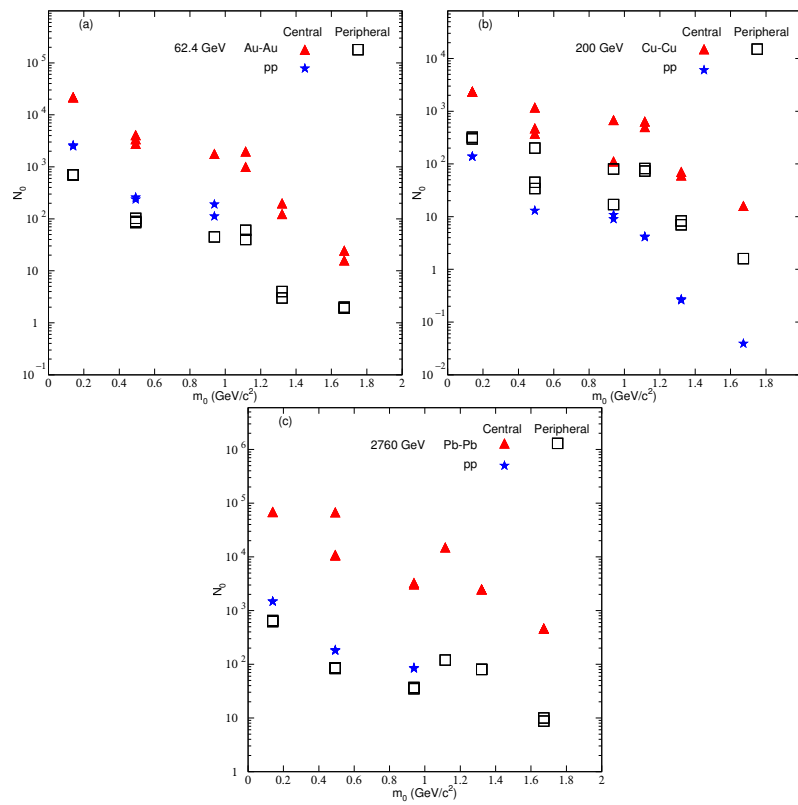 (a)
Central Peripheral
62.4 GeV Au-Au
pp
N0
10^5
10^4
10^3
10^2
10
1
10^-1
0 0.2 0.4 0.6 0.8 1 1.2 1.4 1.6 1.8 2
m0 (GeV/c^2)
(b)
Central Peripheral
200 GeV Cu-Cu
pp
N0
10^4
10^3
10^2
10
1
10^-1
10^-2
0 0.2 0.4 0.6 0.8 1 1.2 1.4 1.6 1.8
m0 (GeV/c^2)
(c)
Central Peripheral
2760 GeV Pb-Pb
pp
N0
10^6
10^5
10^4
10^3
10^2
10
1
0 0.2 0.4 0.6 0.8 1 1.2 1.4 1.6 1.8 2
m0 (GeV/c^2)